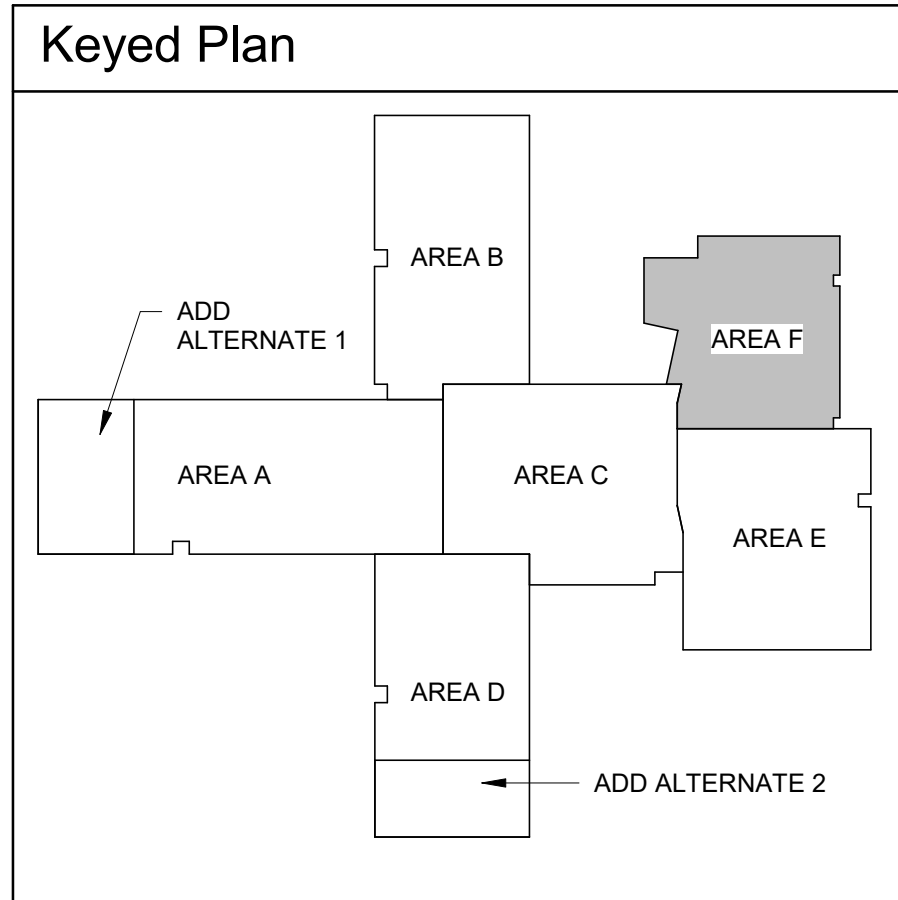 Keyed Plan
AREA B
ADD
ALTERNATE 1
AREA F
AREA A
AREA C
AREA E
AREA D
ADD ALTERNATE 2